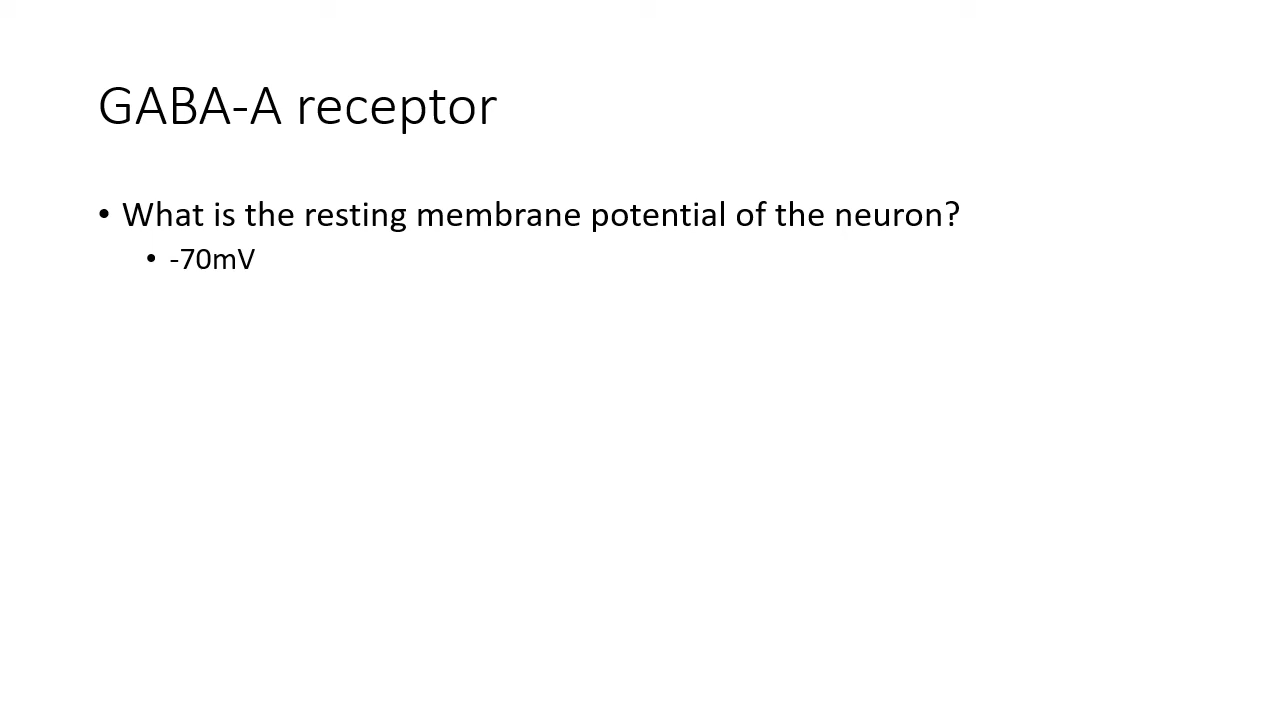 GABA-A receptor
• What is the resting membrane potential of the neuron?
• -70mV